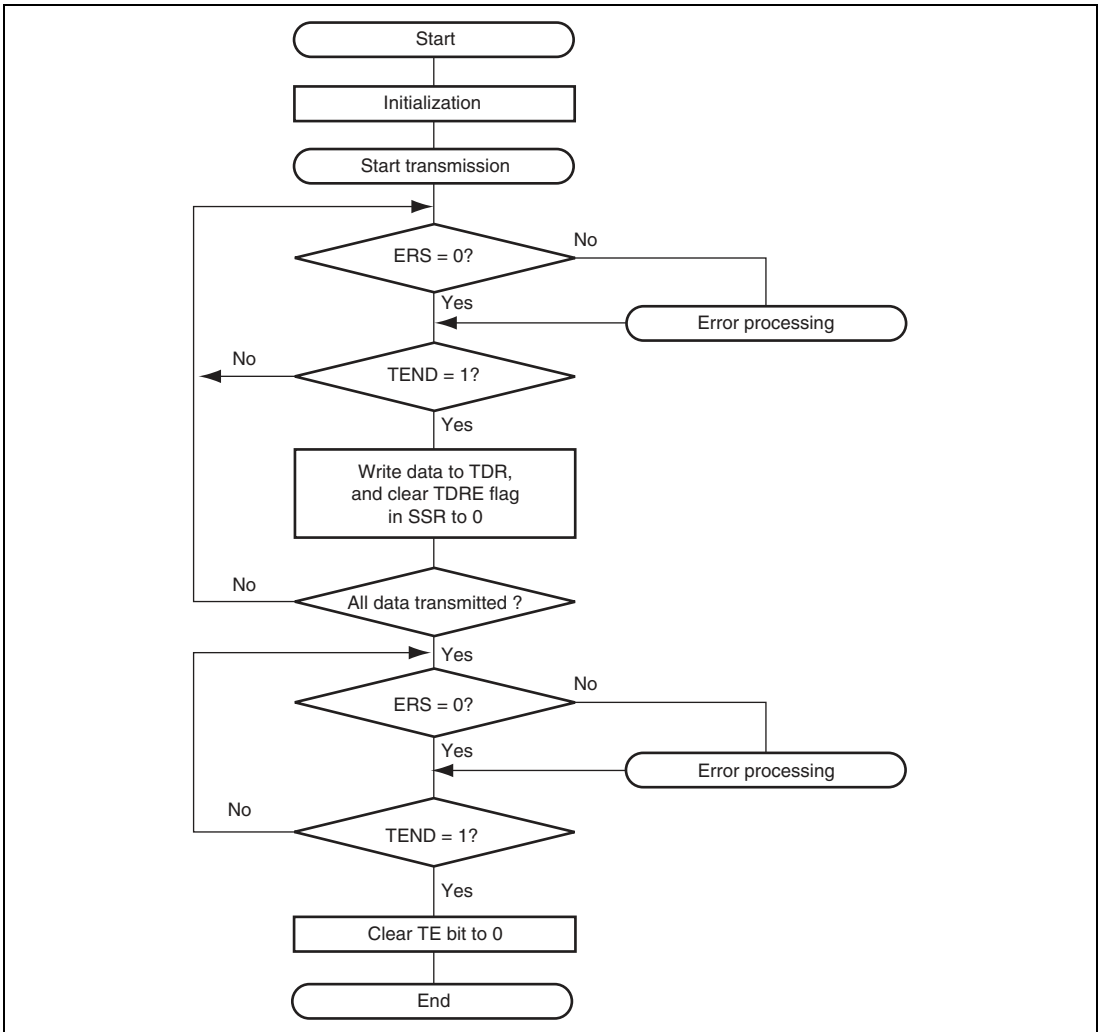 Start
Initialization
Start transmission
ERS = 0?
No
Yes
Error processing
No
TEND = 1?
Yes
Write data to TDR,
and clear TDRE flag
in SSR to 0
No
All data transmitted ?
Yes
ERS = 0?
No
Yes
Error processing
No
TEND = 1?
Yes
Clear TE bit to 0
End